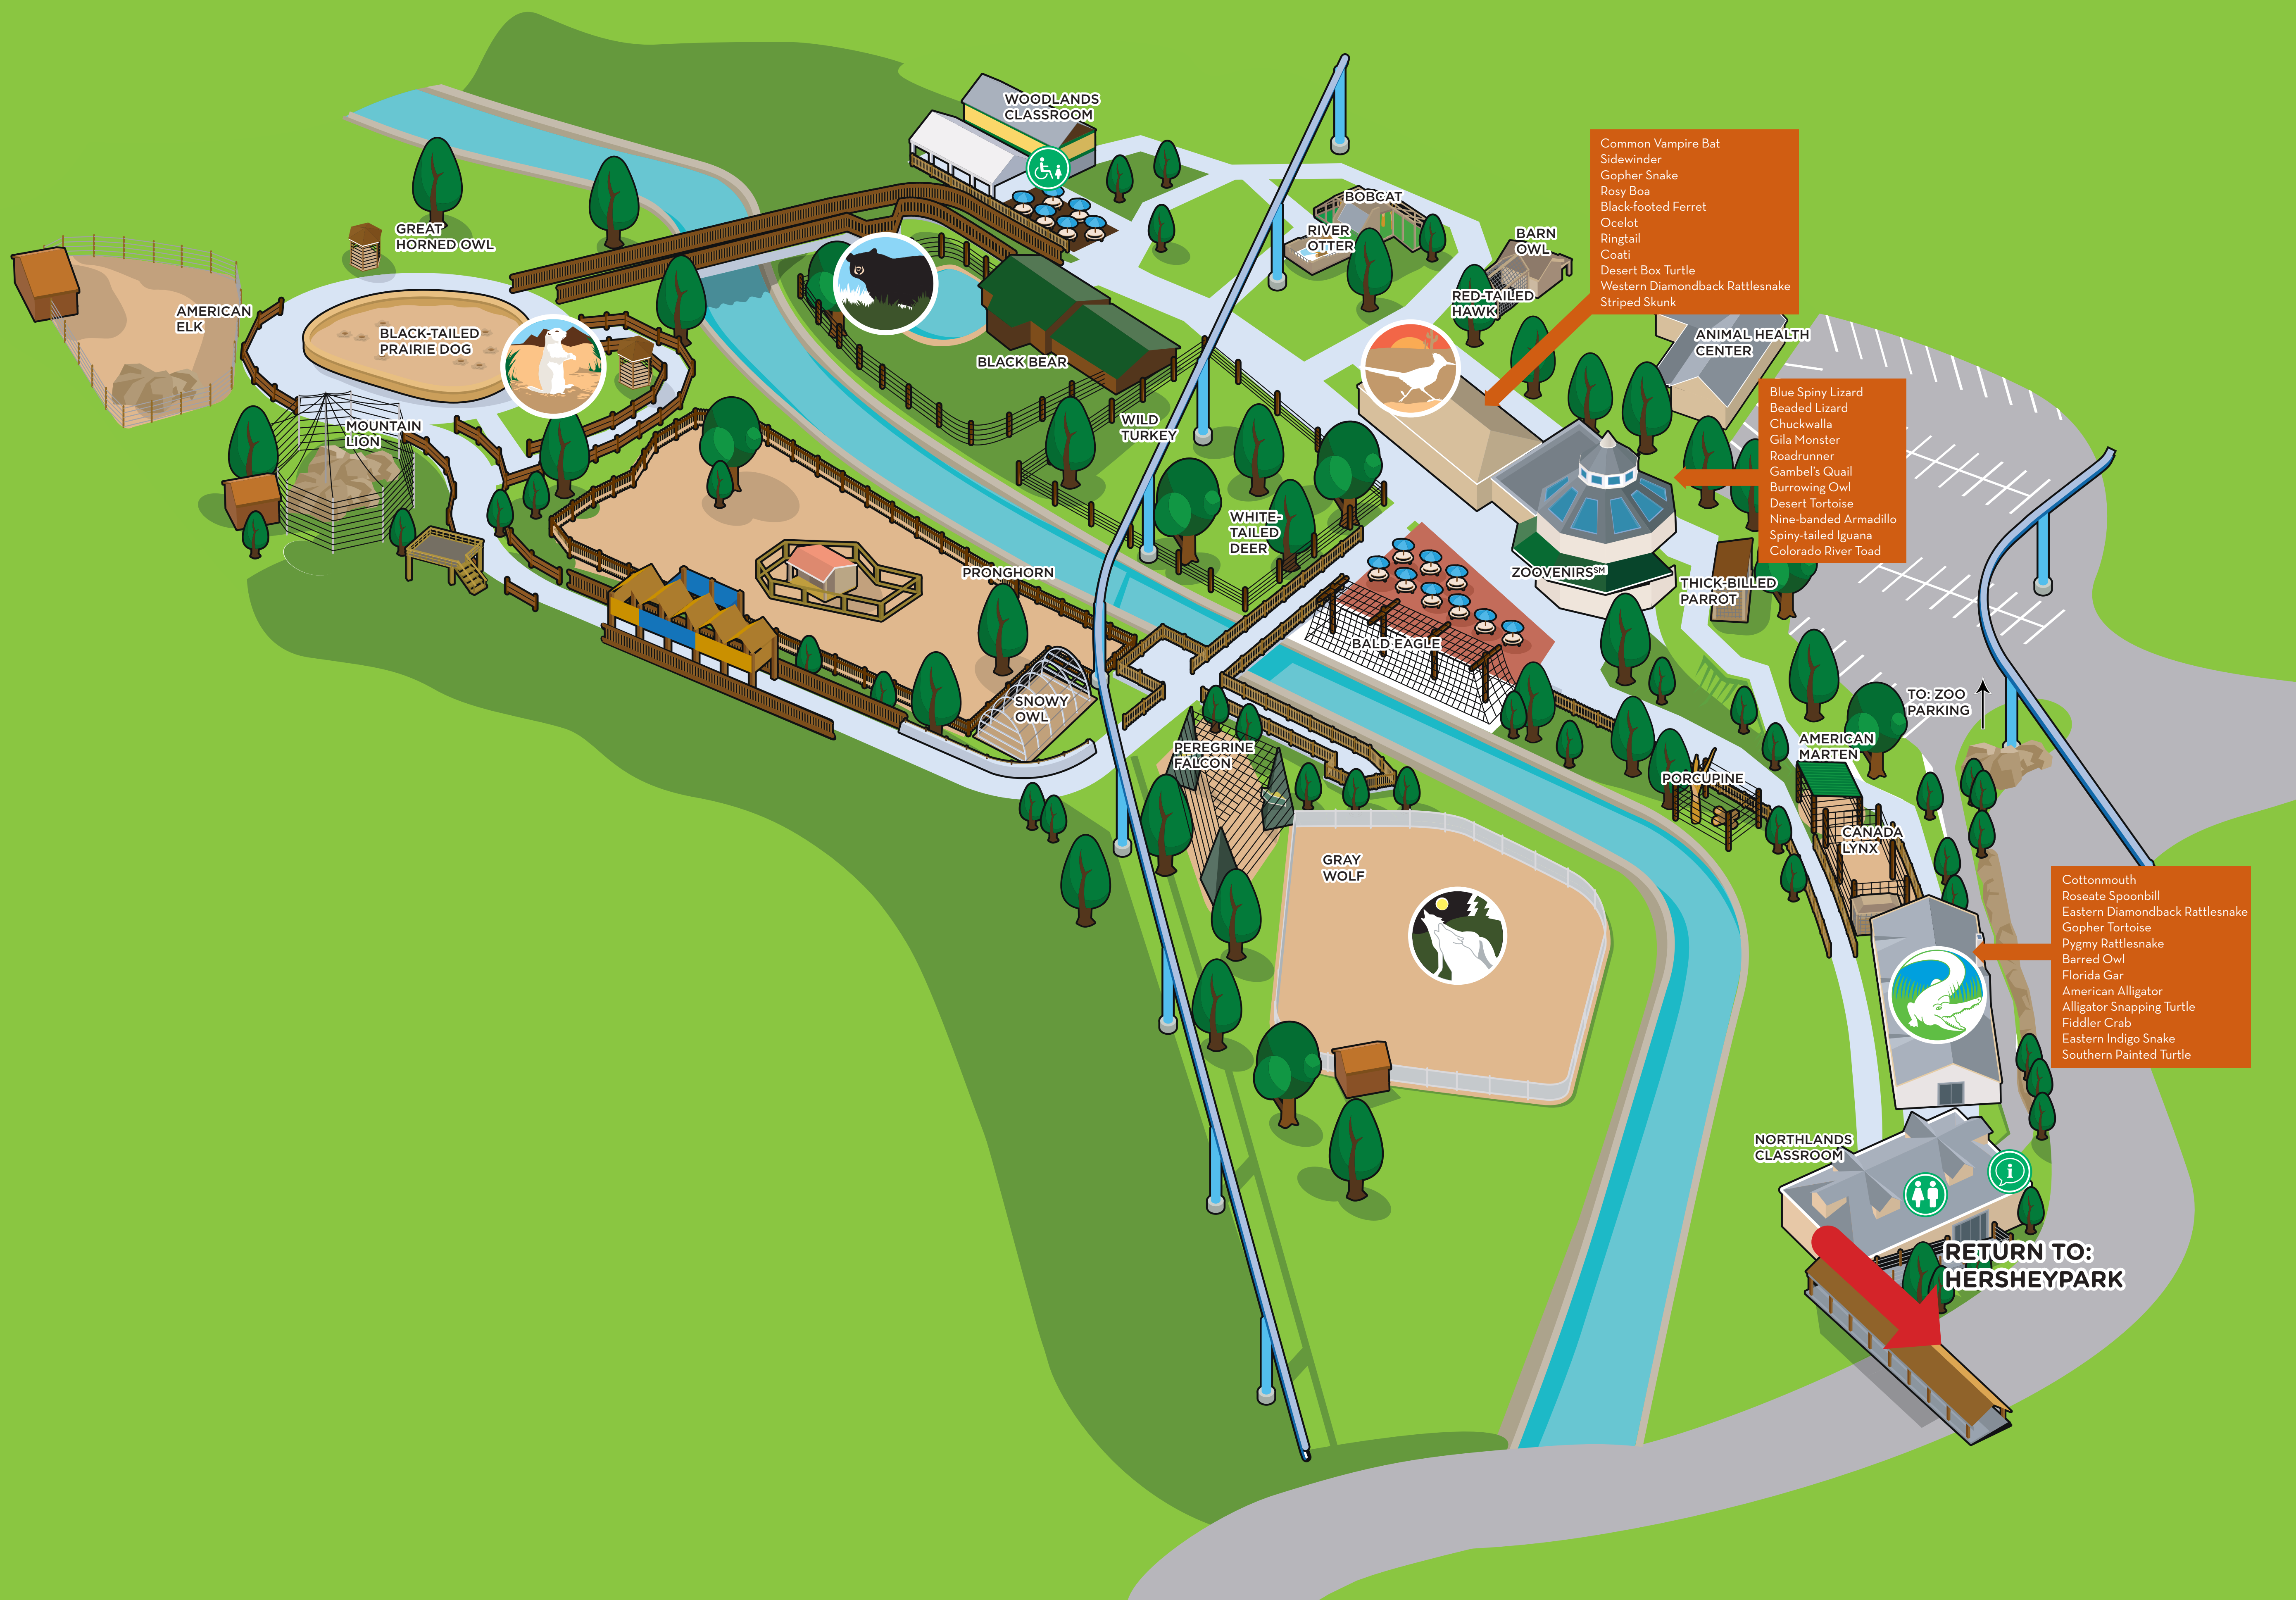 WOODLANDS
CLASSROOM
Common Vampire Bat
Sidewinder
Gopher Snake
Rosy Boa
Black-footed Ferret
Ocelot
Ringtail
Coati
Desert Box Turtle
Western Diamondback Rattlesnake
Striped Skunk
BOBCAT
RIVER
OTTER
BARN
OWL
GREAT
HORNED OWL
RED-TAILED
HAWK
AMERICAN
ELK
BLACK-TAILED
PRAIRIE DOG
ANIMAL HEALTH
CENTER
BLACK BEAR
MOUNTAIN
LION
WILD
TURKEY
Blue Spiny Lizard
Beaded Lizard
Chuckwalla
Gila Monster
Roadrunner
Gambel's Quail
Burrowing Owl
Desert Tortoise
Nine-banded Armadillo
Spiny-tailed Iguana
Colorado River Toad
WHITE-
TAILED
DEER
PRONGHORN
ZOOVENIRS℠
THICK-BILLED
PARROT
BALD EAGLE
SNOWY
OWL
TO: ZOO
PARKING
PEREGRINE
FALCON
AMERICAN
MARTEN
PORCUPINE
CANADA
LYNX
GRAY
WOLF
Cottonmouth
Roseate Spoonbill
Eastern Diamondback Rattlesnake
Gopher Tortoise
Pygmy Rattlesnake
Barred Owl
Florida Gar
American Alligator
Alligator Snapping Turtle
Fiddler Crab
Eastern Indigo Snake
Southern Painted Turtle
NORTHLANDS
CLASSROOM
i
RETURN TO:
HERSHEYPARK